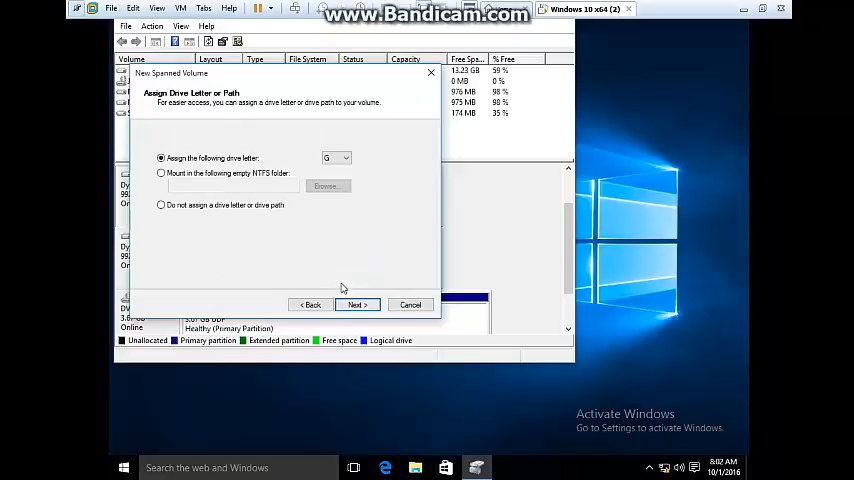 www.Bandicam.com
File Edit View VM Tabs Help
Windows 10 x64 (2)
File Action View Help
Volume Layout Type File System Status Capacity Free Spa... % Free
13.23 GB 59 %
0 MB 0 %
976 MB 98 %
975 MB 98 %
174 MB 35 %
New Spanned Volume
Assign Drive Letter or Path
For easier access, you can assign a drive letter or drive path to your volume.
Assign the following drive letter: G
Mount in the following empty NTFS folder:
Browse...
Do not assign a drive letter or drive path
< Back Next > Cancel
Online
Healthy (Primary Partition)
Unallocated Primary partition Extended partition Free space Logical drive
Activate Windows
Go to Settings to activate Windows.
Search the web and Windows
8:02 AM
10/1/2016